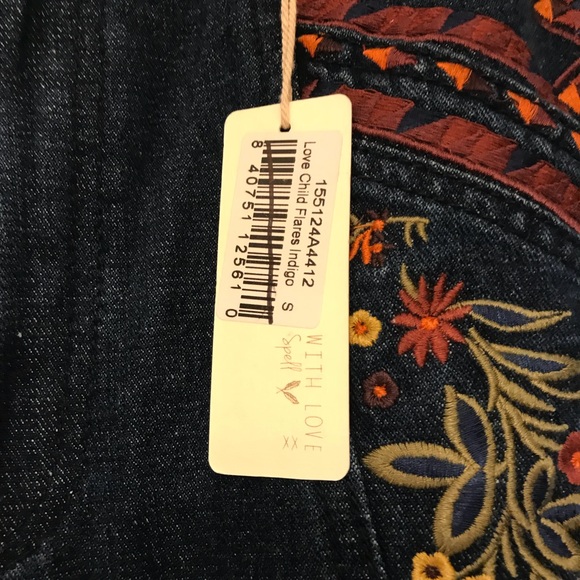 155124A4412
Love Child Flares Indigo S
8 40751 12561 0
WITH LOVE
Spell
xx